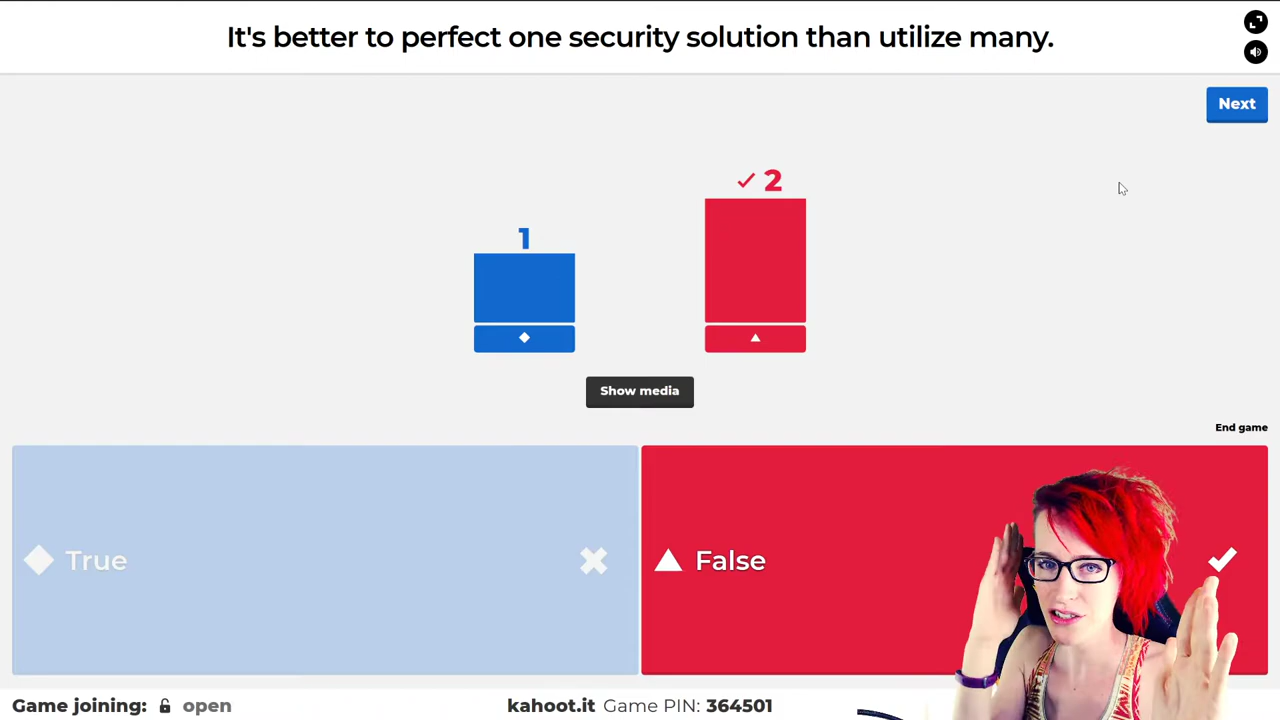 It's better to perfect one security solution than utilize many.
Next
1
2
Show media
End game
True
False
Game joining: open
kahoot.it Game PIN: 364501